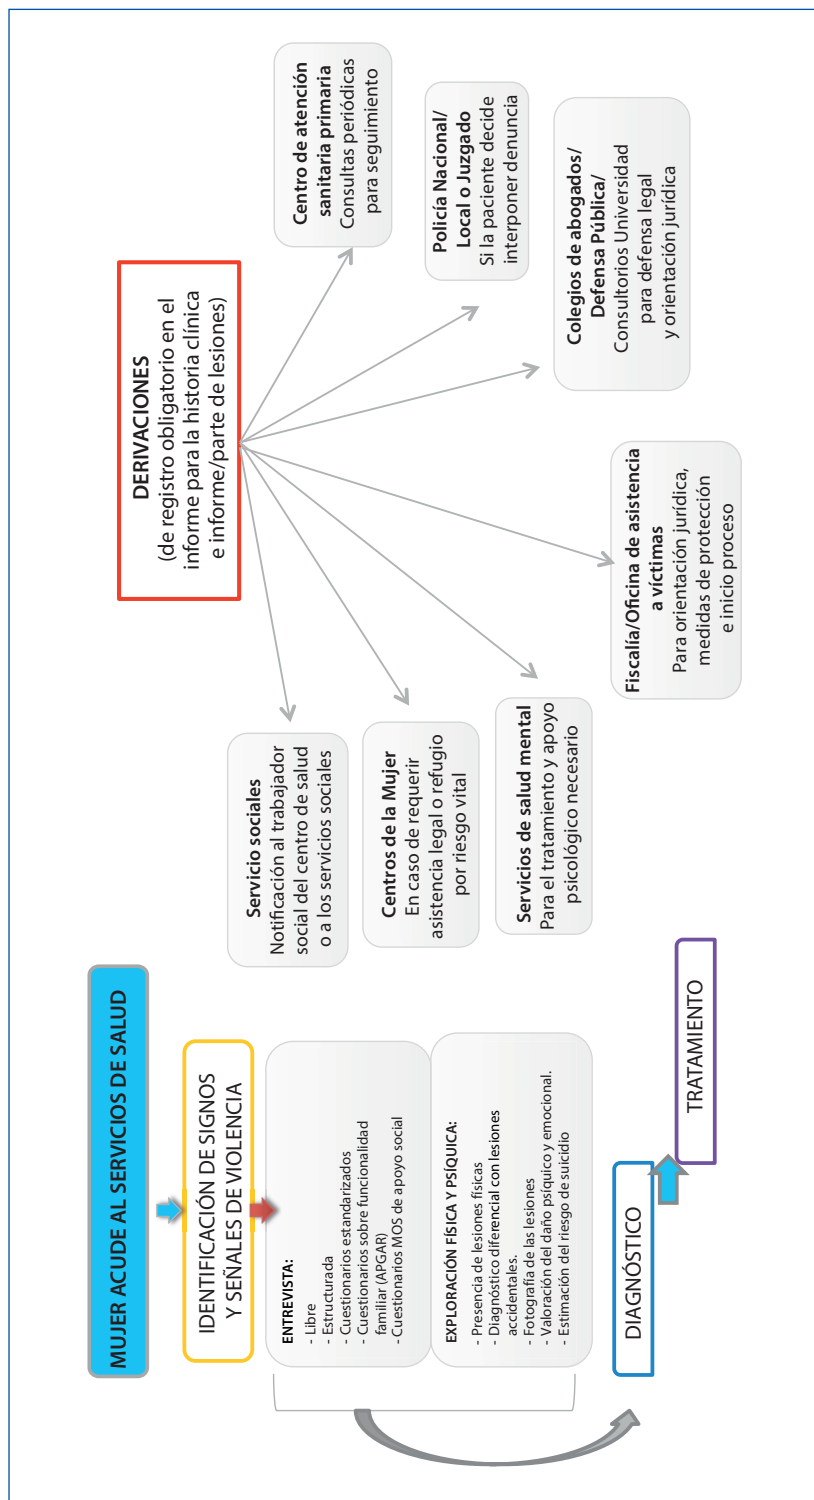 MUJER ACUDE AL SERVICIOS DE SALUD
IDENTIFICACIÓN DE SIGNOS
Y SEÑALES DE VIOLENCIA
ENTREVISTA:
- Libre
- Estructurada
- Cuestionarios estandarizados
- Cuestionarios sobre funcionalidad
familiar (APGAR)
- Cuestionarios MOS de apoyo social
EXPLORACIÓN FÍSICA Y PSÍQUICA:
- Presencia de lesiones físicas
- Diagnóstico diferencial con lesiones
accidentales.
- Fotografía de las lesiones
- Valoración del daño psíquico y emocional.
- Estimación del riesgo de suicidio
DIAGNÓSTICO
TRATAMIENTO
DERIVACIONES
(de registro obligatorio en el
informe para la historia clínica
e informe/parte de lesiones)
Servicio sociales
Notificación al trabajador
social del centro de salud
o a los servicios sociales
Centros de la Mujer
En caso de requerir
asistencia legal o refugio
por riesgo vital
Servicios de salud mental
Para el tratamiento y apoyo
psicológico necesario
Fiscalía/Oficina de asistencia
a víctimas
Para orientación jurídica,
medidas de protección
e inicio proceso
Colegios de abogados/
Defensa Pública/
Consultorios Universidad
para defensa legal
y orientación jurídica
Policía Nacional/
Local o Juzgado
Si la paciente decide
interponer denuncia
Centro de atención
sanitaria primaria
Consultas periódicas
para seguimiento